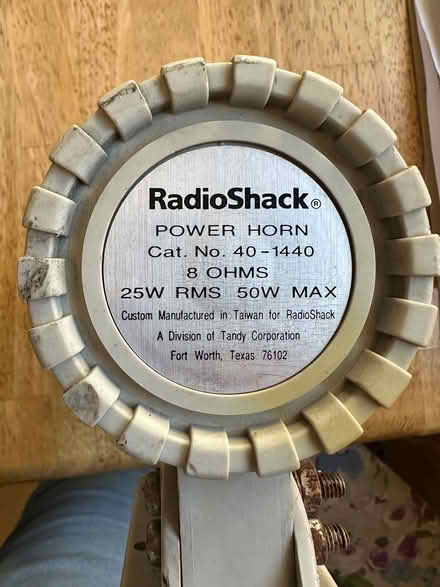 RadioShack®
POWER HORN
Cat. No. 40-1440
8 OHMS
25W RMS 50W MAX
Custom Manufactured in Taiwan for RadioShack
A Division of Tandy Corporation
Fort Worth, Texas 76102